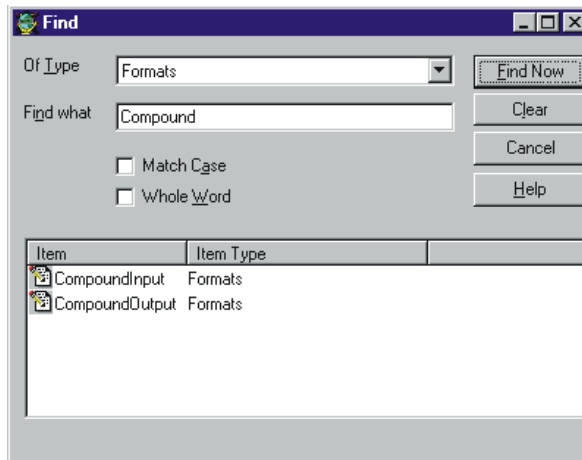 Find
Of Type
Formats
Find Now
Find what
Compound
Clear
Match Case
Cancel
Whole Word
Help
Item Item Type
CompoundInput Formats
CompoundOutput Formats